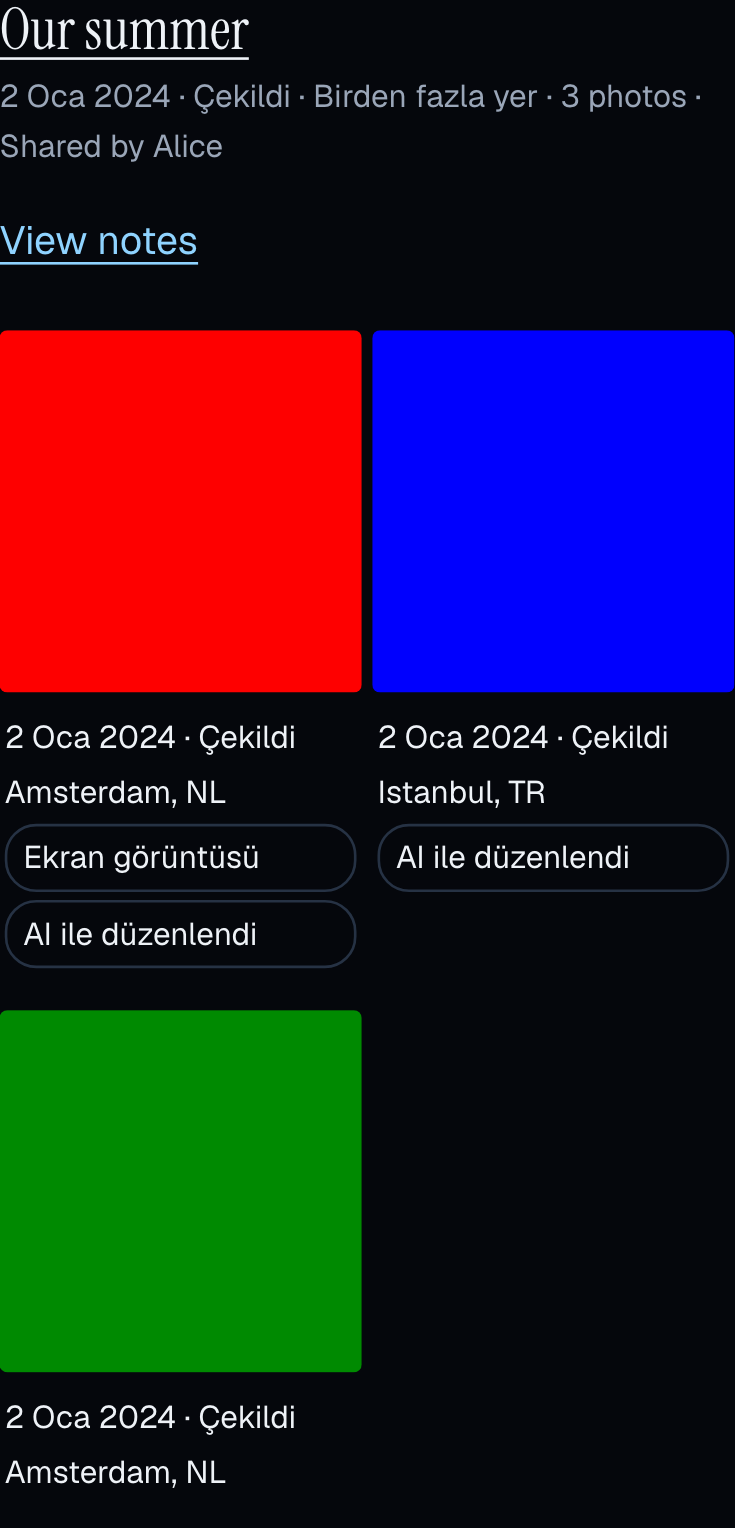 Our summer
2 Oca 2024 · Çekildi · Birden fazla yer · 3 photos ·
Shared by Alice
View notes
2 Oca 2024 · Çekildi
Amsterdam, NL
Ekran görüntüsü
AI ile düzenlendi
2 Oca 2024 · Çekildi
Istanbul, TR
AI ile düzenlendi
2 Oca 2024 · Çekildi
Amsterdam, NL